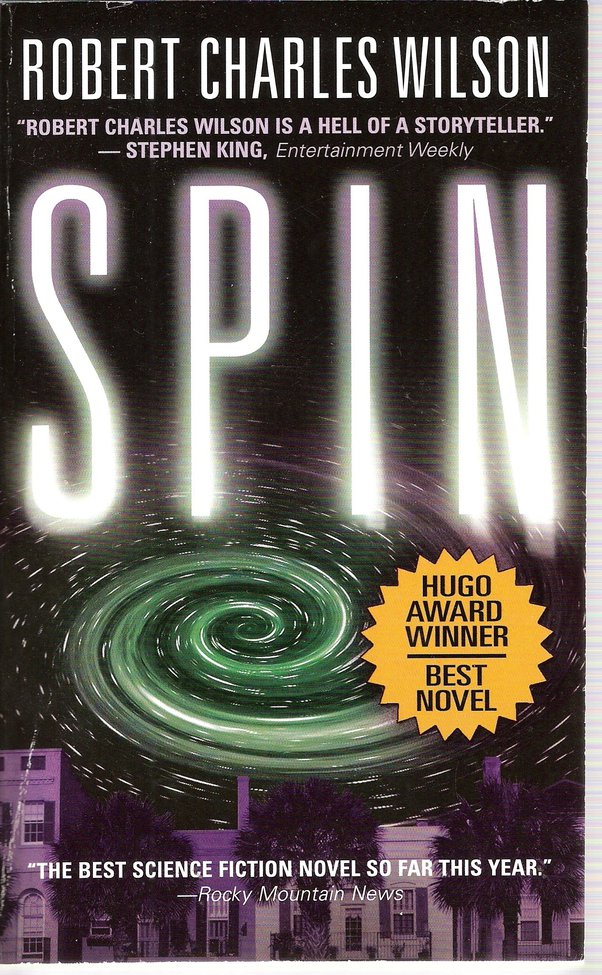 ROBERT CHARLES WILSON
“ROBERT CHARLES WILSON IS A HELL OF A STORYTELLER.”
— STEPHEN KING, Entertainment Weekly
SPIN
HUGO
AWARD
WINNER
BEST
NOVEL
“THE BEST SCIENCE FICTION NOVEL SO FAR THIS YEAR.”
—Rocky Mountain News